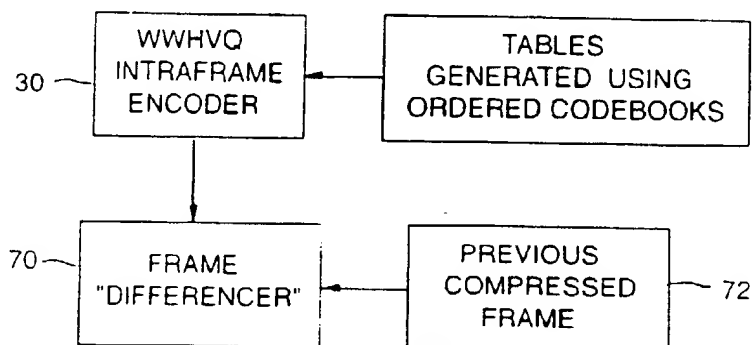 WWHVQ
INTRAFRAME
ENCODER
30
TABLES
GENERATED USING
ORDERED CODEBOOKS
70
FRAME
"DIFFERENCER"
PREVIOUS
COMPRESSED
FRAME
72